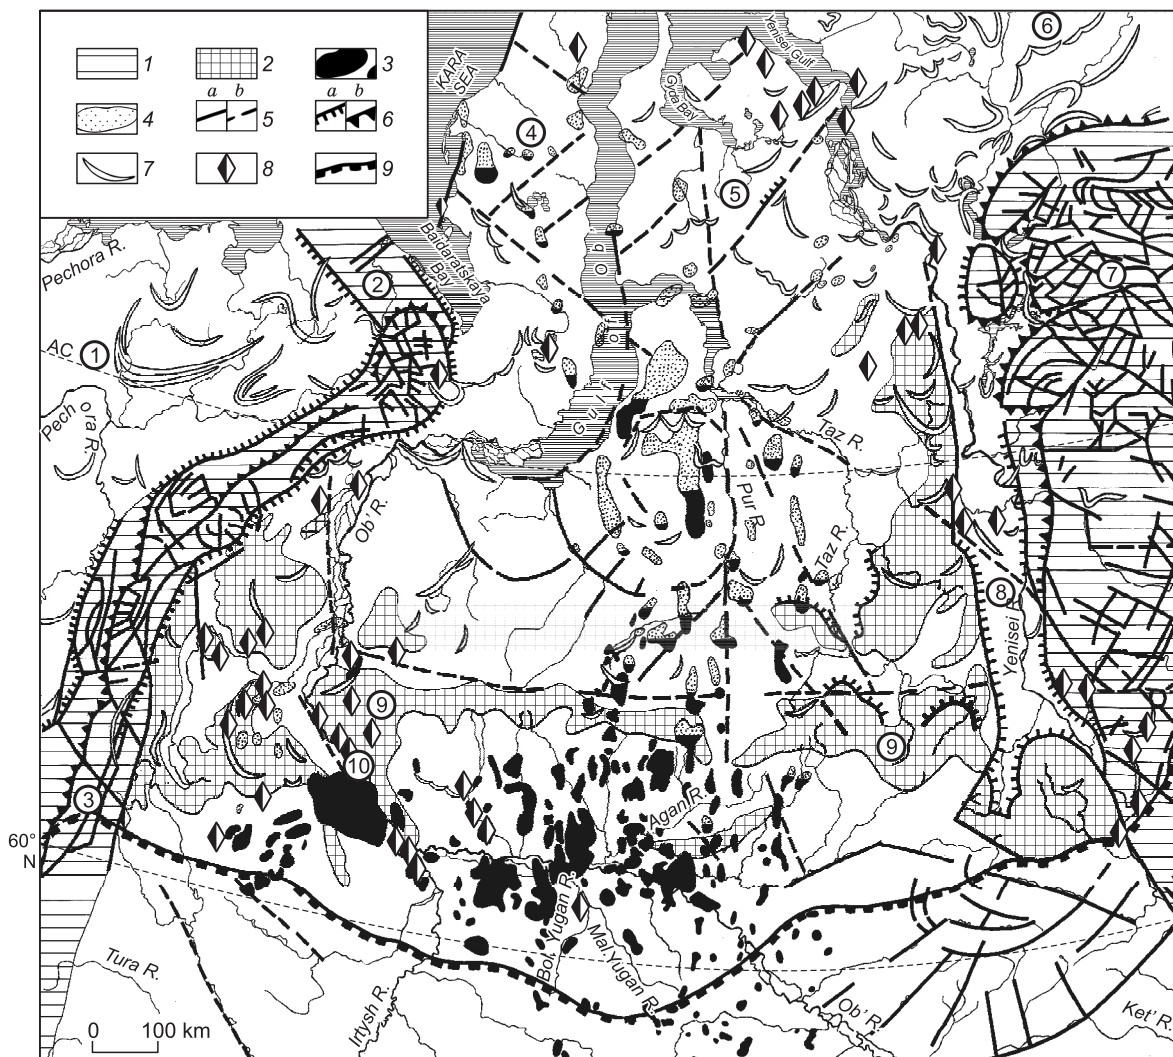 1
2
3
a b
a b
4
5
6
7
8
9
KARA
SEA
Yenisei Gulf
Gyda Bay
6
4
5
Pechora R.
Baidaratskaya
Bay
Ob'
2
7
AC
1
Gulf
Pechora R.
Taz R.
Ob' R.
Pur R.
Taz R.
8
Yenisei R.
9
9
10
3
Agan R.
60°
N
Bol. Yugan R.
Mal. Yugan R.
Tura R.
Irtysh R.
Ob' R.
Ket' R.
0 100 km